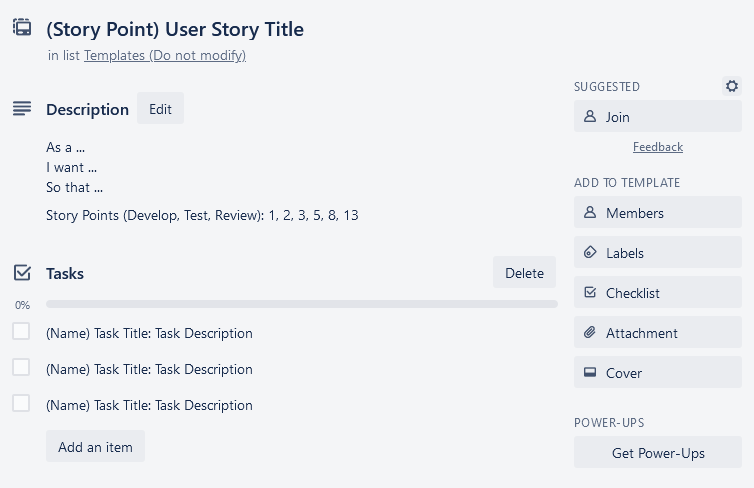 (Story Point) User Story Title
in list Templates (Do not modify)
Description
Edit
As a ...
I want ...
So that ...
Story Points (Develop, Test, Review): 1, 2, 3, 5, 8, 13
Tasks
Delete
0%
(Name) Task Title: Task Description
(Name) Task Title: Task Description
(Name) Task Title: Task Description
Add an item
SUGGESTED
Join
Feedback
ADD TO TEMPLATE
Members
Labels
Checklist
Attachment
Cover
POWER-UPS
Get Power-Ups